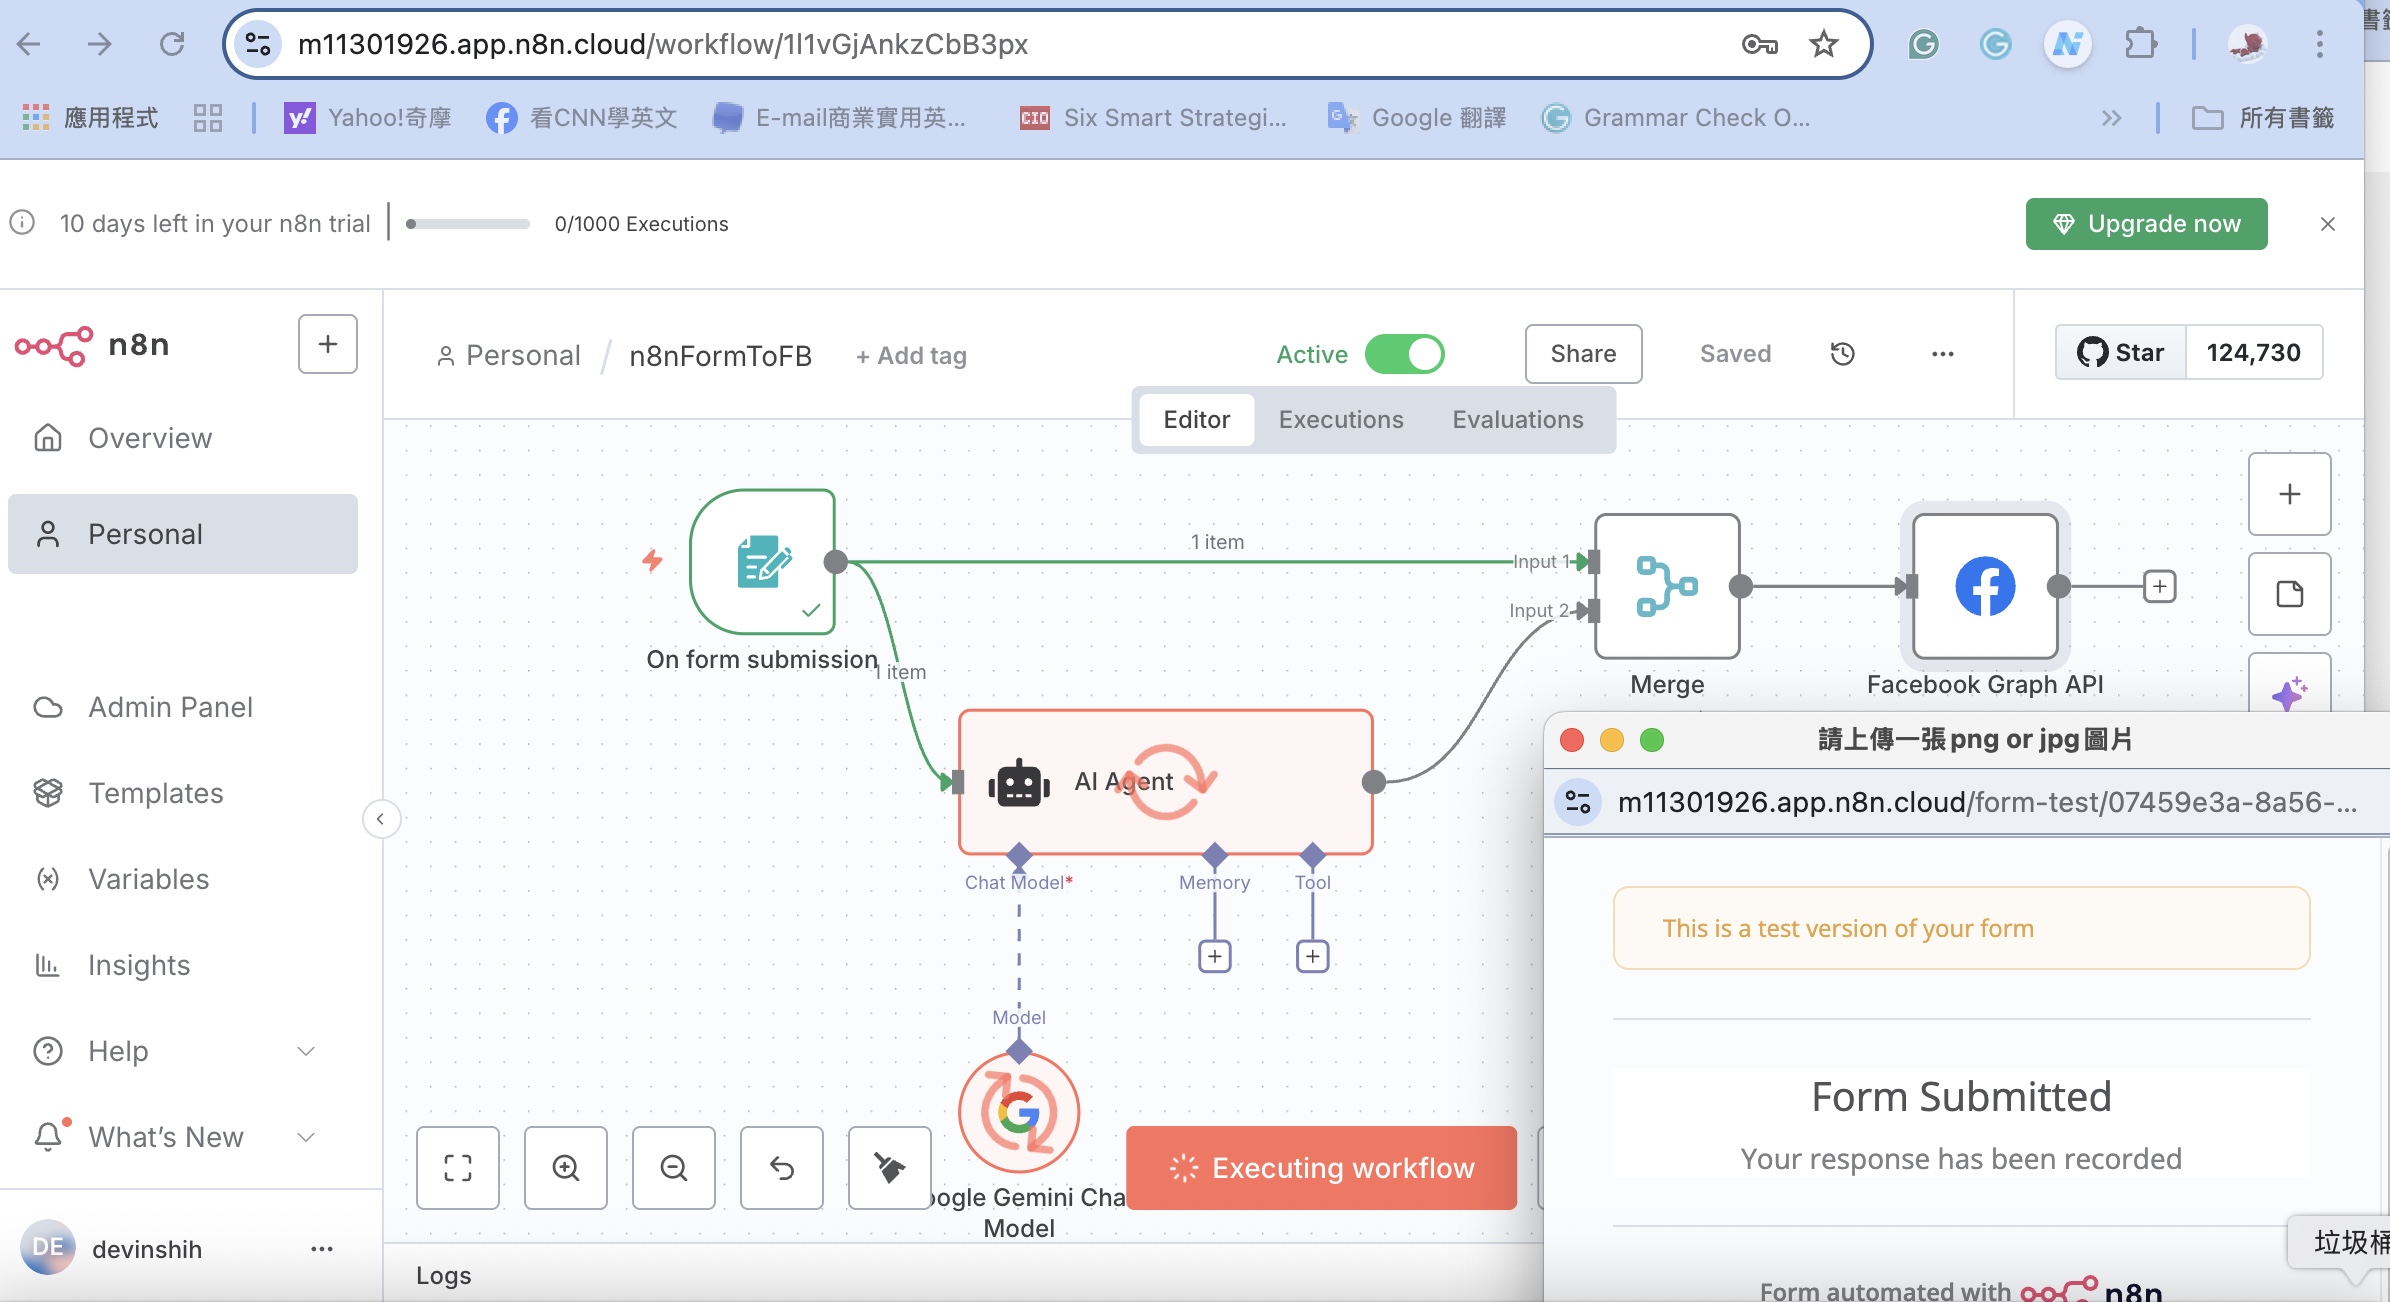 m11301926.app.n8n.cloud/workflow/1l1vGjAnkzCbB3px
應用程式
Yahoo!奇摩
看CNN學英文
E-mail商業實用英...
CIO
Six Smart Strategi...
Google 翻譯
Grammar Check O...
所有書籤
10 days left in your n8n trial
0/1000 Executions
Upgrade now
n8n
Personal / n8nFormToFB
+ Add tag
Active
Share
Saved
Star
124,730
Editor
Executions
Evaluations
Overview
Personal
Admin Panel
Templates
Variables
Insights
Help
What's New
DE
devinshih
On form submission
1 item
1 item
Input 1
Input 2
Merge
Facebook Graph API
AI Agent
Chat Model*
Memory
Tool
Model
oogle Gemini Cha
Model
Executing workflow
Logs
請上傳一張png or jpg圖片
m11301926.app.n8n.cloud/form-test/07459e3a-8a56-...
This is a test version of your form
Form Submitted
Your response has been recorded
Form automated with n8n
垃圾桶